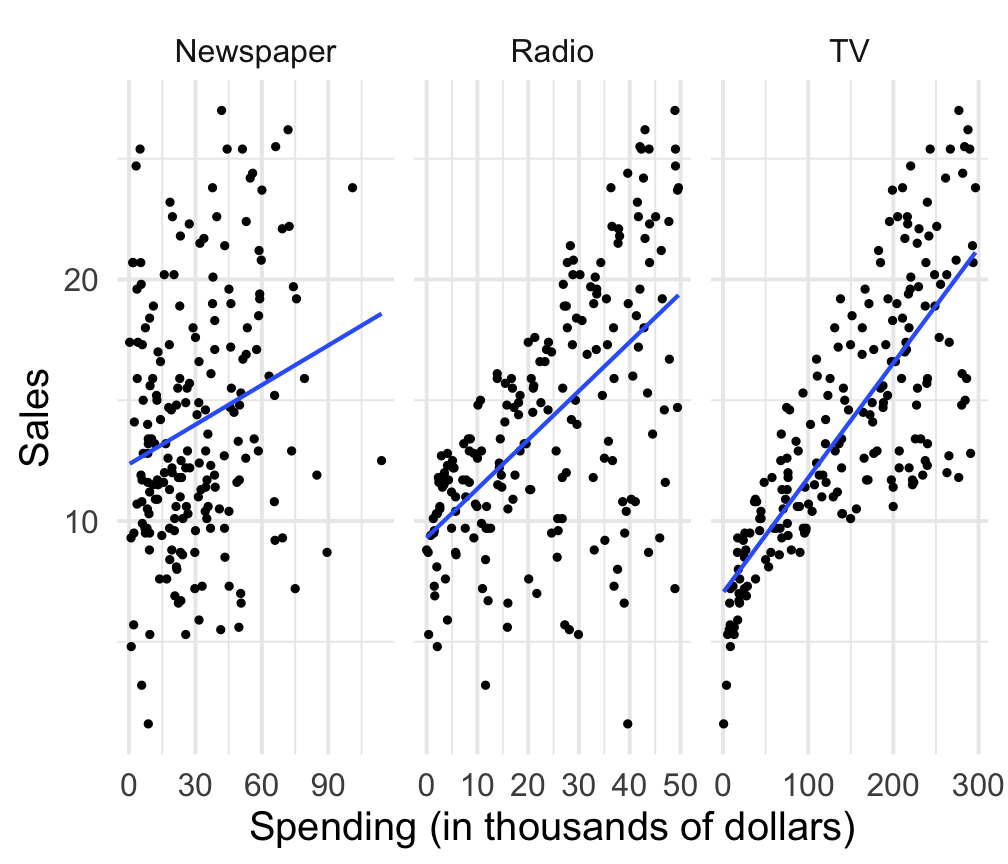 Newspaper Radio TV
Sales
20
10
0 30 60 90 0 10 20 30 40 50 0 100 200 300
Spending (in thousands of dollars)